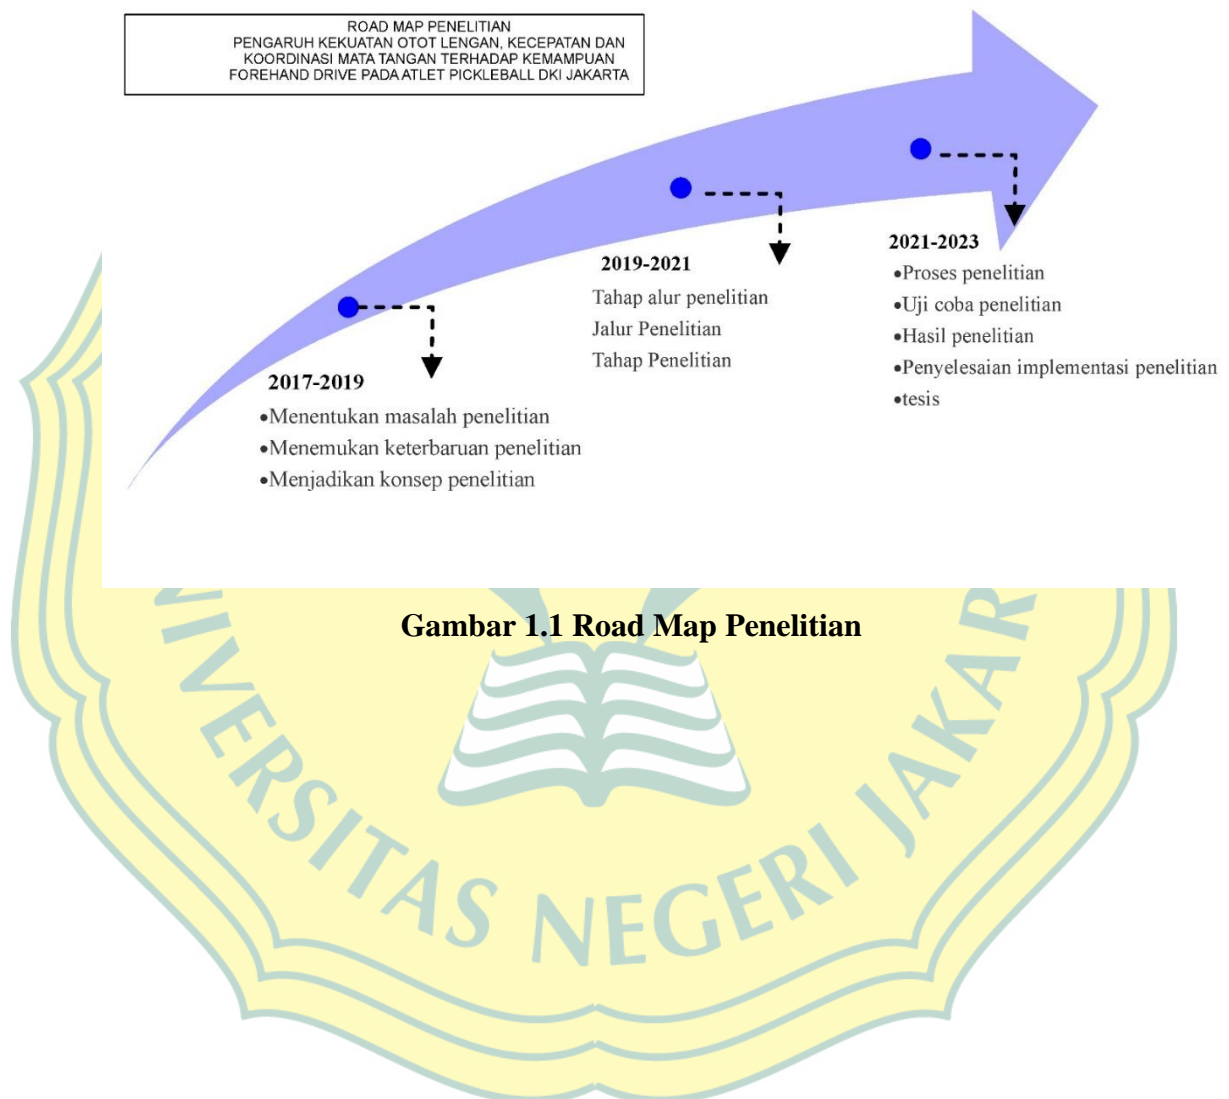 ROAD MAP PENELITIAN
PENGARUH KEKUATAN OTOT LENGAN, KECEPATAN DAN
KOORDINASI MATA TANGAN TERHADAP KEMAMPUAN
FOREHAND DRIVE PADA ATLET PICKLEBALL DKI JAKARTA
2017-2019
•Menentukan masalah penelitian
•Menemukan keterbaruan penelitian
•Menjadikan konsep penelitian
2019-2021
Tahap alur penelitian
Jalur Penelitian
Tahap Penelitian
2021-2023
•Proses penelitian
•Uji coba penelitian
•Hasil penelitian
•Penyelesaian implementasi penelitian
•tesis
Gambar 1.1 Road Map Penelitian
NIVERSITAS NEGERI JAKAR